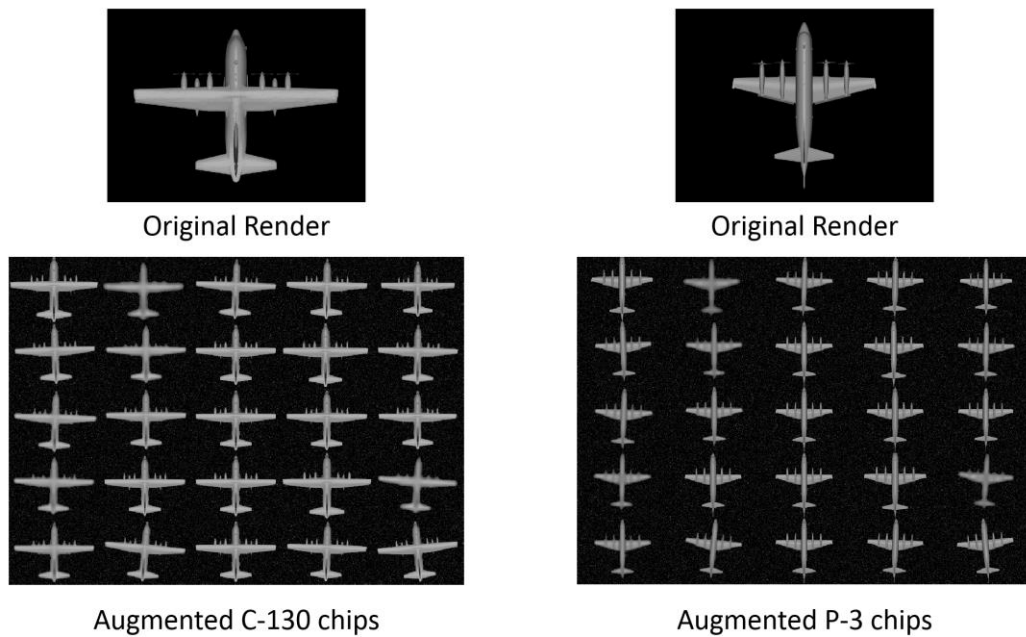 Original Render
Original Render
Augmented C-130 chips
Augmented P-3 chips